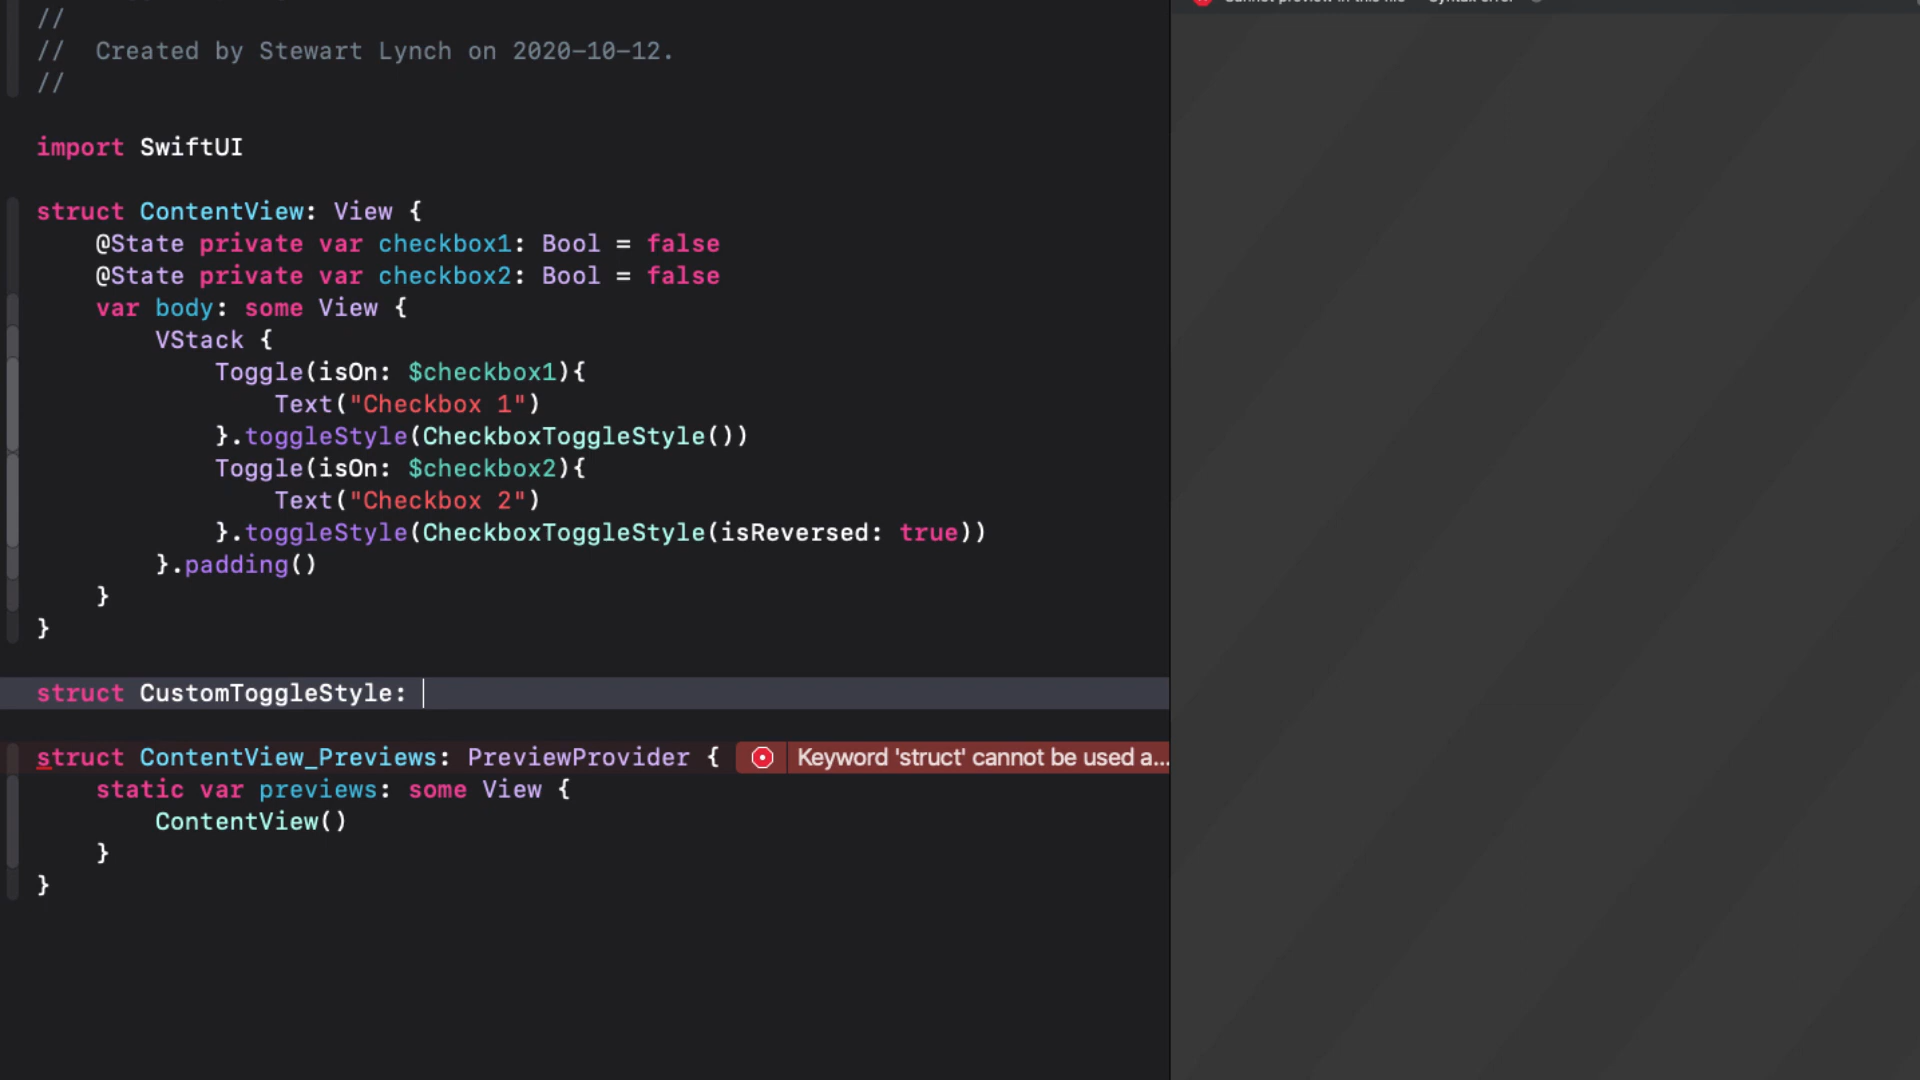 //
// Created by Stewart Lynch on 2020-10-12.
//
import SwiftUI
struct ContentView: View {
@State private var checkbox1: Bool = false
@State private var checkbox2: Bool = false
var body: some View {
VStack {
Toggle(isOn: $checkbox1){
Text("Checkbox 1")
}.toggleStyle(CheckboxToggleStyle())
Toggle(isOn: $checkbox2){
Text("Checkbox 2")
}.toggleStyle(CheckboxToggleStyle(isReversed: true))
}.padding()
}
}
struct CustomToggleStyle:
struct ContentView_Previews: PreviewProvider {
Keyword 'struct' cannot be used a...
static var previews: some View {
ContentView()
}
}